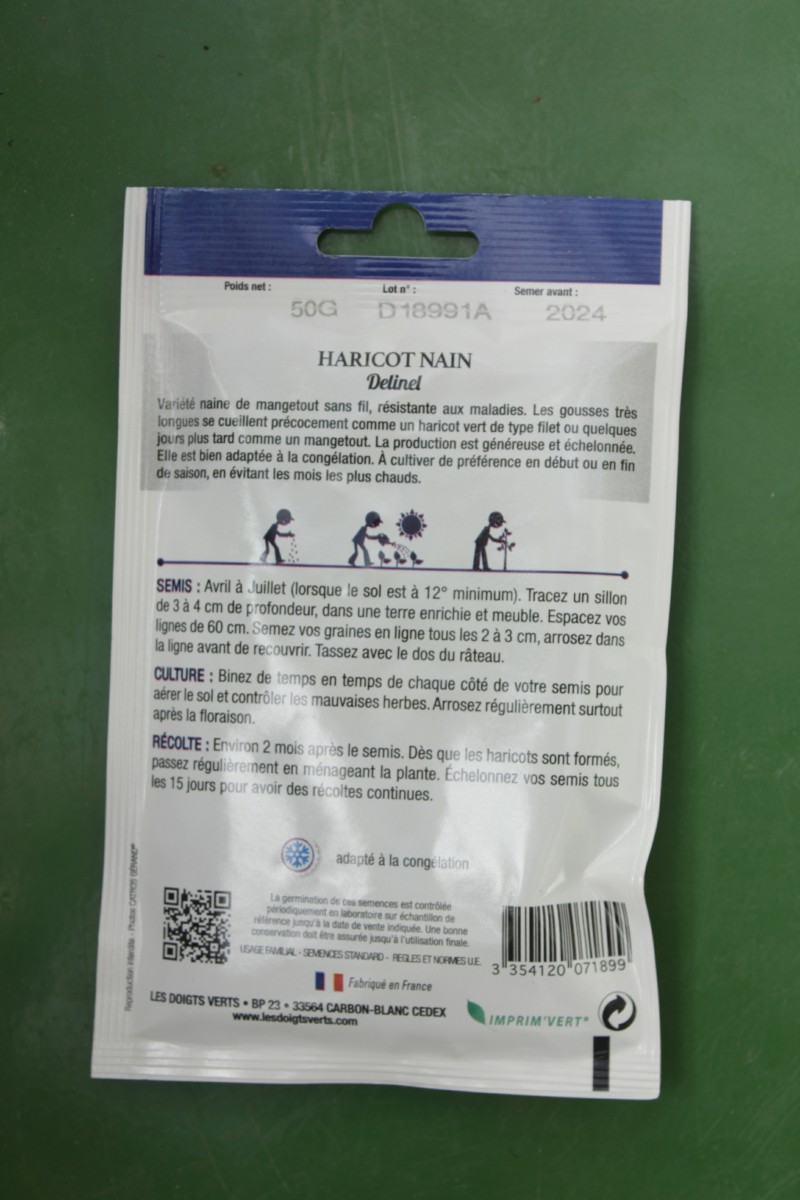 Poids net : Lot n° : Semer avant :
50G D18991A 2024
HARICOT NAIN
Delinel
Variété naine de mangetout sans fil, résistante aux maladies. Les gousses très
longues se cueillent précocement comme un haricot vert de type filet ou quelques
jours plus tard comme un mangetout. La production est généreuse et échelonnée.
Elle est bien adaptée à la congélation. À cultiver de préférence en début ou en fin
de saison, en évitant les mois les plus chauds.
SEMIS : Avril à Juillet (lorsque le sol est à 12° minimum). Tracez un sillon
de 3 à 4 cm de profondeur, dans une terre enrichie et meuble. Espacez vos
lignes de 60 cm. Semez vos graines en ligne tous les 2 à 3 cm, arrosez dans
la ligne avant de recouvrir. Tassez avec le dos du râteau.
CULTURE : Binez de temps en temps de chaque côté de votre semis pour
aérer le sol et contrôler les mauvaises herbes. Arrosez régulièrement surtout
après la floraison.
RÉCOLTE : Environ 2 mois après le semis. Dès que les haricots sont formés,
passez régulièrement en ménageant la plante. Échelonnez vos semis tous
les 15 jours pour avoir des récoltes continues.
adapté à la congélation
La germination de ces semences est contrôlée
périodiquement en laboratoire sur échantillon de
référence jusqu'à la date de vente indiquée. Une bonne
conservation doit être assurée jusqu'à l'utilisation finale.
USAGE FAMILIAL - SEMENCES STANDARD - REGLES ET NORMES U.E.
3 354120 071899
Fabriqué en France
LES DOIGTS VERTS • BP 23 • 33564 CARBON-BLANC CEDEX
www.lesdoigtsverts.com
IMPRIM'VERT®
Reproduction interdite - Photos CATROS GÉRAND®